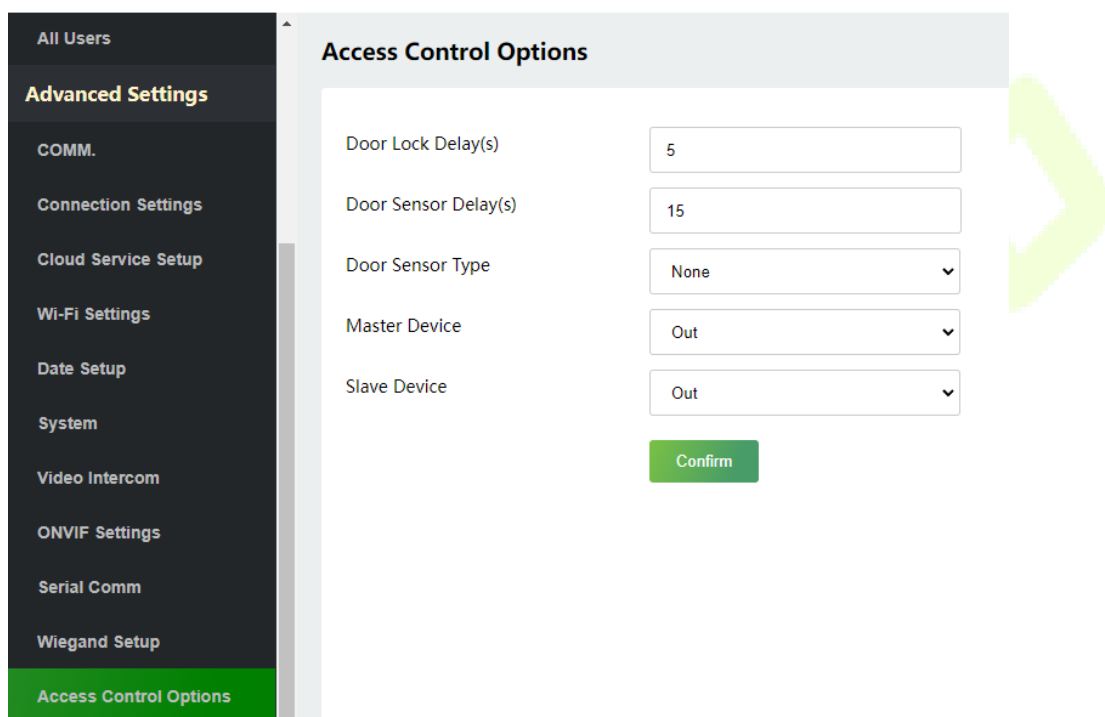 All Users
Advanced Settings
COMM.
Connection Settings
Cloud Service Setup
Wi-Fi Settings
Date Setup
System
Video Intercom
ONVIF Settings
Serial Comm
Wiegand Setup
Access Control Options
Access Control Options
Door Lock Delay(s) 5
Door Sensor Delay(s) 15
Door Sensor Type None
Master Device Out
Slave Device Out
Confirm